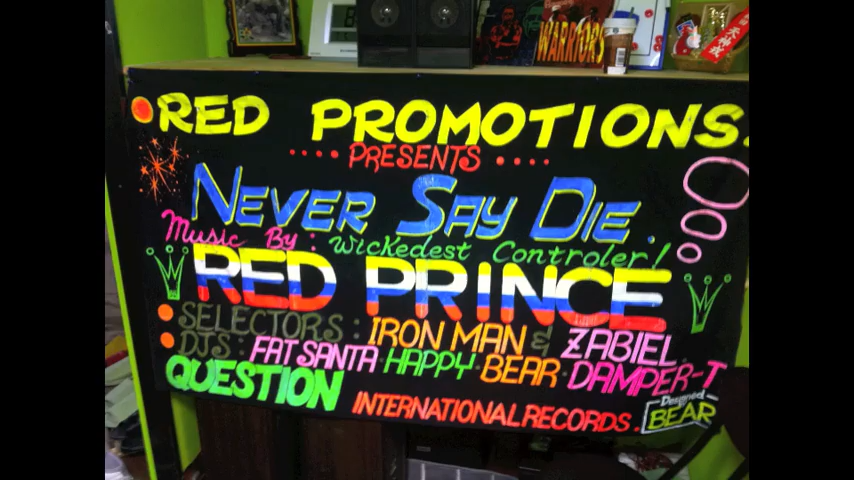 WARRIORS
RED PROMOTIONS.
.... PRESENTS ....
NEVER SAY DIE.
Music By: Wickedest Controler!
RED PRINCE
SELECTORS: IRON MAN & ZABIEL.
DJS: FAT SANTA HAPPY BEAR DAMPER-T
QUESTION
INTERNATIONAL RECORDS.
Designed
BEAR